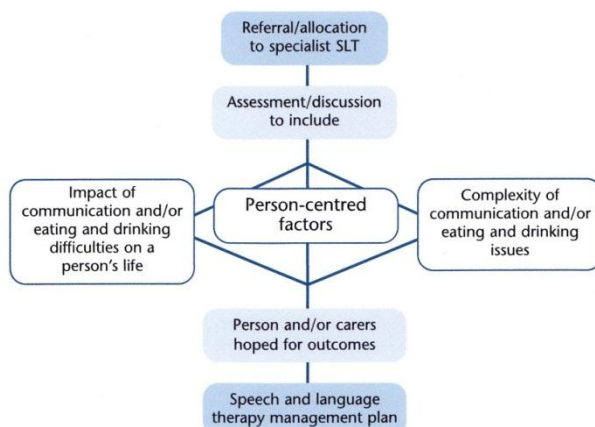 Referral/allocation
to specialist SLT
Assessment/discussion
to include
Impact of
communication and/or
eating and drinking
difficulties on a
person's life
Person-centred
factors
Complexity of
communication and/or
eating and drinking
issues
Person and/or carers
hoped for outcomes
Speech and language
therapy management plan